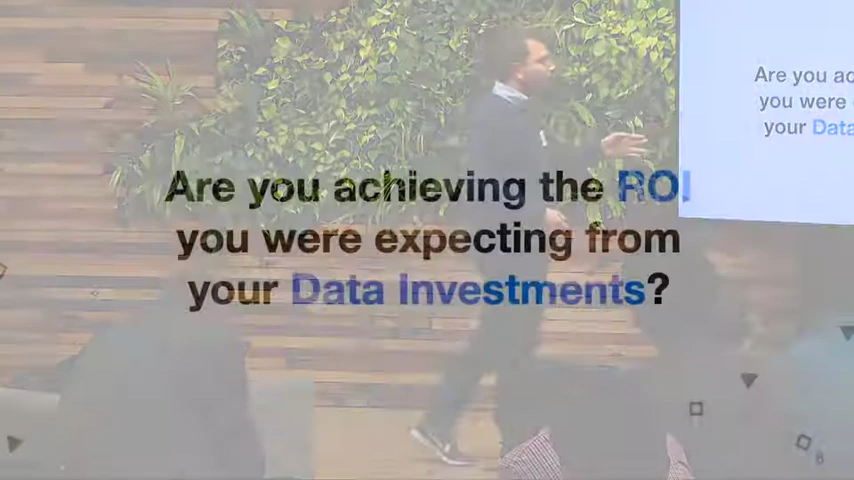 Are you achieving the ROI
you were expecting from
your Data Investments?
Are you
you were
your Data